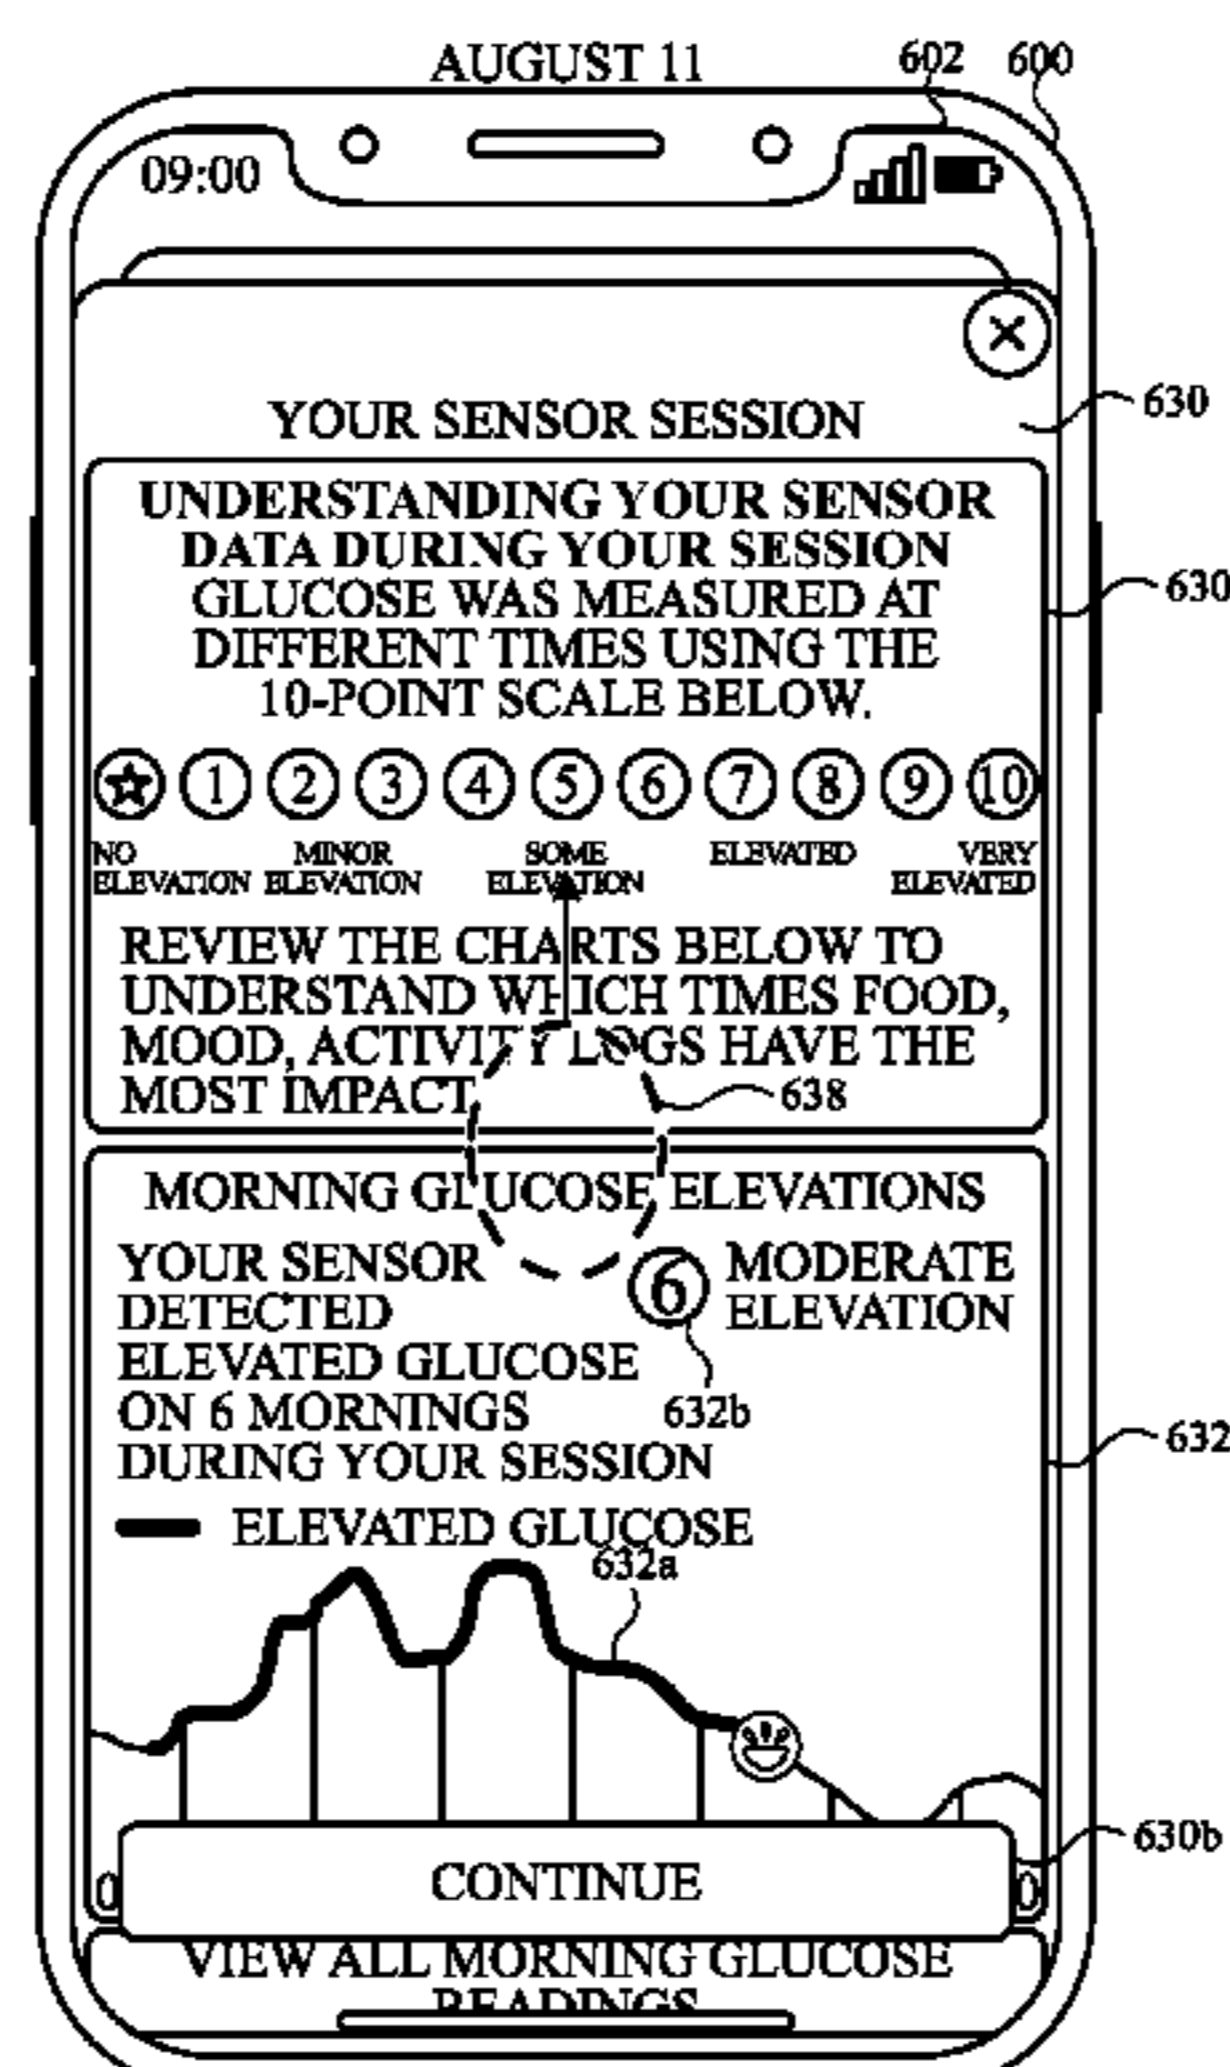 AUGUST 11
602
600
09:00
630
YOUR SENSOR SESSION
UNDERSTANDING YOUR SENSOR
DATA DURING YOUR SESSION
GLUCOSE WAS MEASURED AT
DIFFERENT TIMES USING THE
10-POINT SCALE BELOW.
630
1 2 3 4 5 6 7 8 9 10
NO ELEVATION
MINOR ELEVATION
SOME ELEVATION
ELEVATED
VERY ELEVATED
REVIEW THE CHARTS BELOW TO
UNDERSTAND WHICH TIMES FOOD,
MOOD, ACTIVITY LOGS HAVE THE
MOST IMPACT
638
MORNING GLUCOSE ELEVATIONS
YOUR SENSOR
DETECTED
ELEVATED GLUCOSE
ON 6 MORNINGS
DURING YOUR SESSION
6
MODERATE
ELEVATION
632b
632
ELEVATED GLUCOSE
632a
630b
CONTINUE
VIEW ALL MORNING GLUCOSE
READINGS